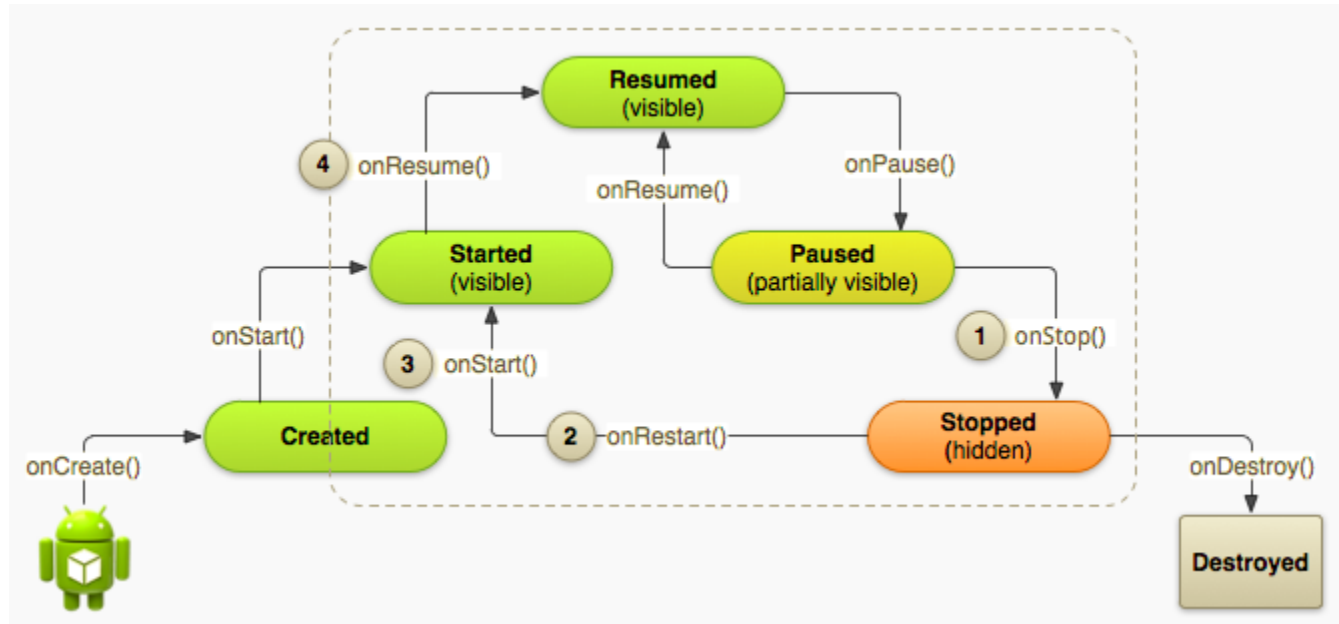 Resumed
(visible)
4
onResume()
onPause()
onResume()
Started
(visible)
Paused
(partially visible)
onStart()
3
onStart()
1
onStop()
Created
2
onRestart()
Stopped
(hidden)
onCreate()
onDestroy()
Destroyed